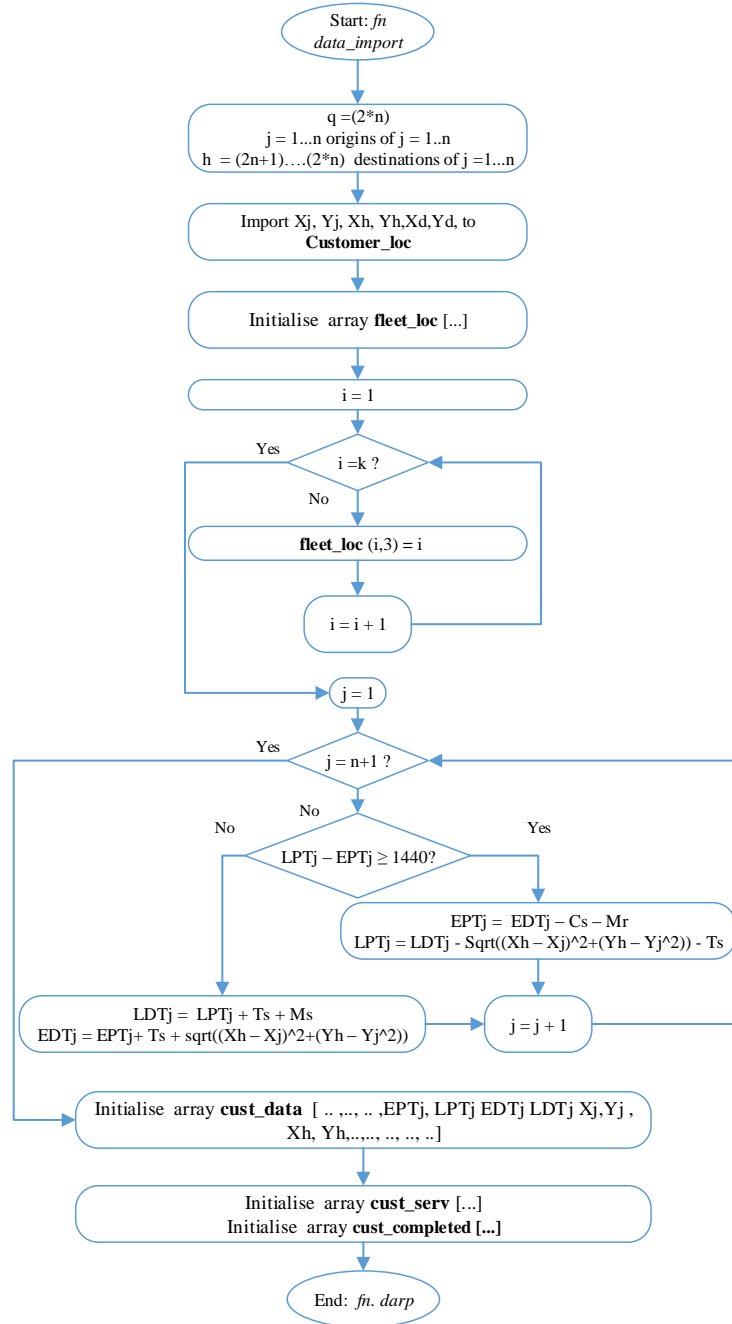 Start: fn
data_import
q =(2*n)
j = 1...n origins of j = 1..n
h = (2n+1)….(2*n) destinations of j =1...n
Import Xj, Yj, Xh, Yh,Xd,Yd, to
Customer_loc
Initialise array fleet_loc [...]
i = 1
Yes
i =k ?
No
fleet_loc (i,3) = i
i = i + 1
j = 1
Yes
j = n+1 ?
No
No
Yes
LPTj – EPTj ≥ 1440?
EPTj = EDTj – Cs – Mr
LPTj = LDTj - Sqrt((Xh – Xj)^2+(Yh – Yj^2)) - Ts
LDTj = LPTj + Ts + Ms
EDTj = EPTj+ Ts + sqrt((Xh – Xj)^2+(Yh – Yj^2))
j = j + 1
Initialise array cust_data [ .. ,.., .. ,EPTj, LPTj EDTj LDTj Xj,Yj ,
Xh, Yh,..,.., .., .., ..]
Initialise array cust_serv [...]
Initialise array cust_completed [...]
End: fn. darp